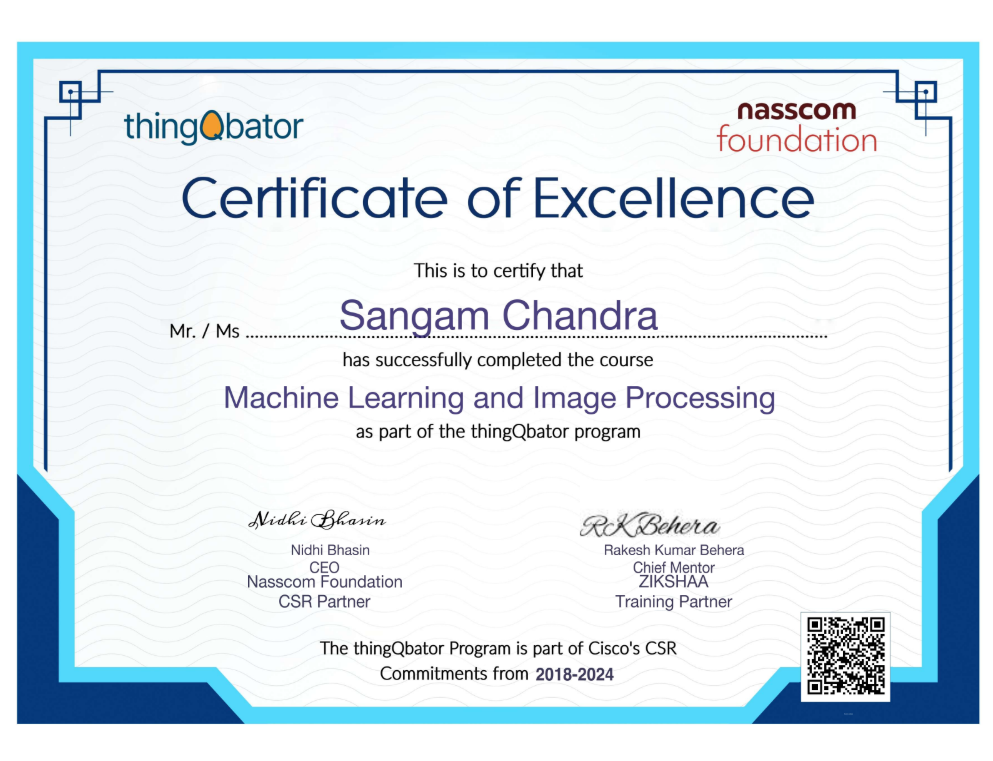 thingQbator
nasscom
foundation
Certificate of Excellence
This is to certify that
Mr. / Ms ........ Sangam Chandra ........
has successfully completed the course
Machine Learning and Image Processing
as part of the thingQbator program
Nidhi Bhasin
Nidhi Bhasin
CEO
Nasscom Foundation
CSR Partner
RKBehera
Rakesh Kumar Behera
Chief Mentor
ZIKSHAA
Training Partner
The thingQbator Program is part of Cisco's CSR
Commitments from 2018-2024